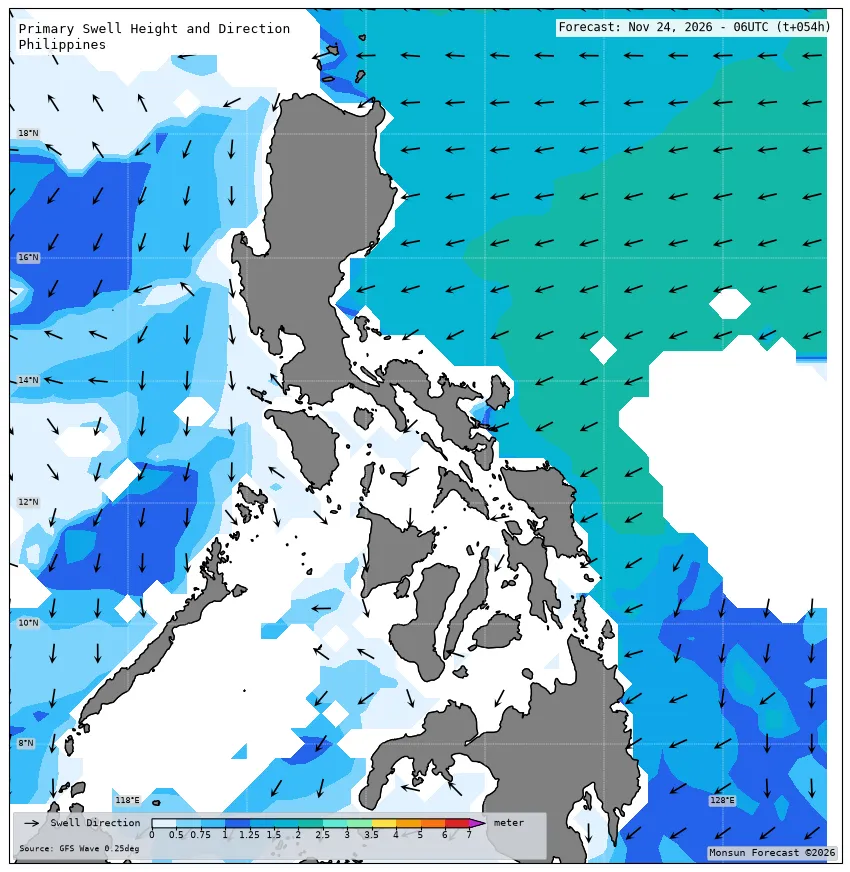 Primary Swell Height and Direction
Philippines
Forecast: Nov 24, 2026 - 06UTC (t+054h)
18°N
16°N
14°N
12°N
10°N
8°N
118°E
128°E
Swell Direction
0 0.5 0.75 1 1.25 1.5 2 2.5 3 3.5 4 5 6 7
meter
Source: GFS Wave 0.25deg
Monsun Forecast ©2026